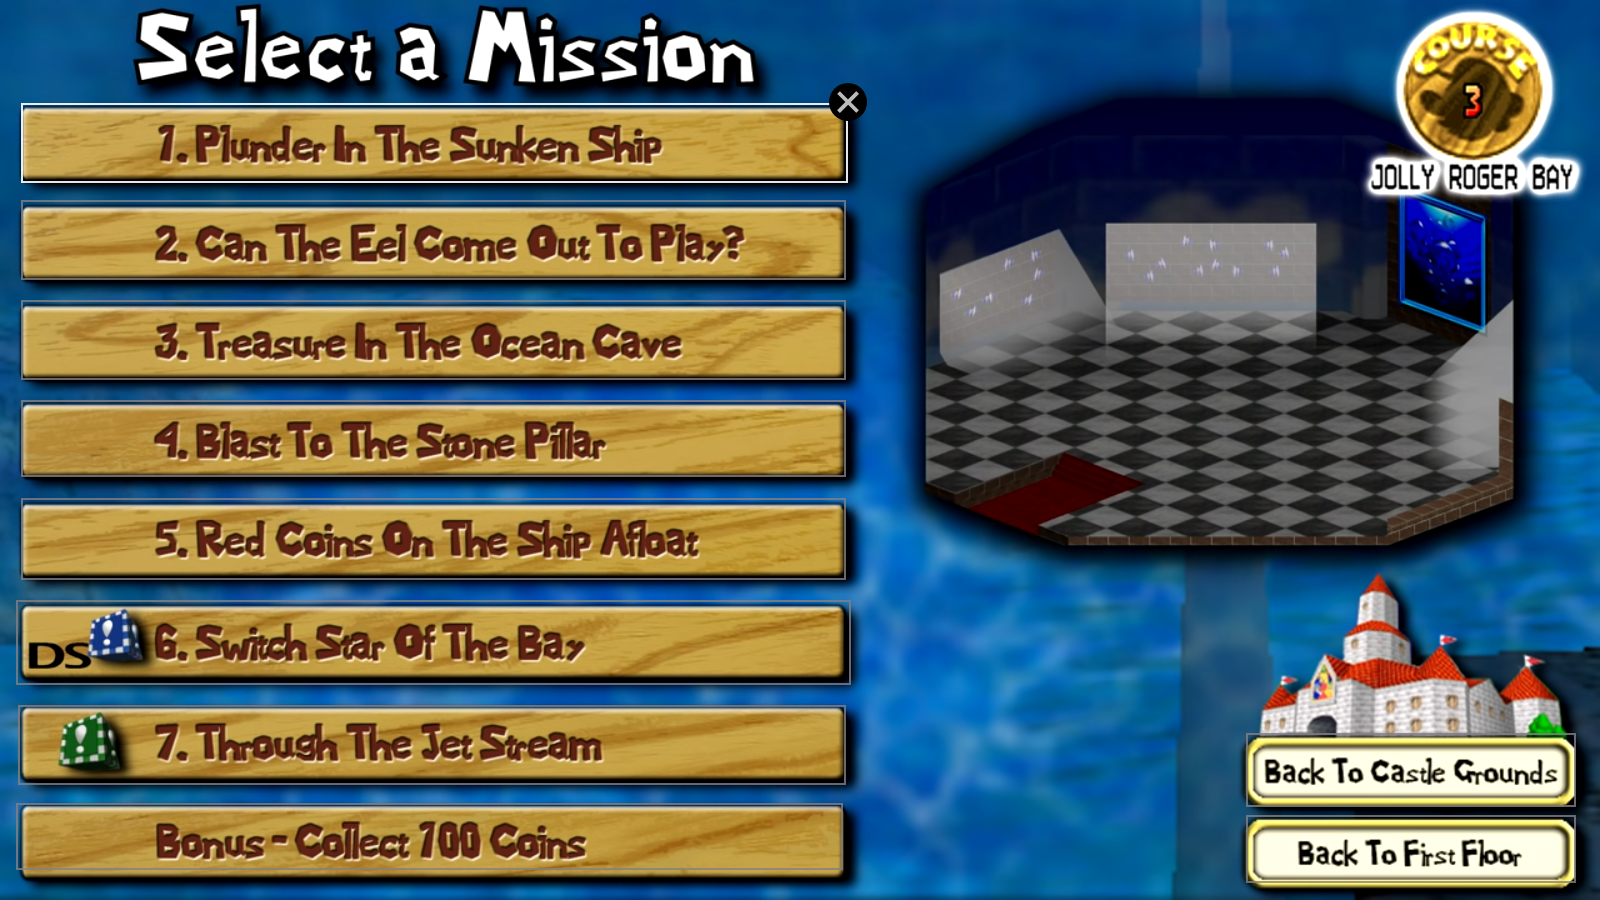 Select a Mission
COURSE
3
JOLLY ROGER BAY
1. Plunder In The Sunken Ship
2. Can The Eel Come Out To Play?
3. Treasure In The Ocean Cave
4. Blast To The Stone Pillar
5. Red Coins On The Ship Afloat
DS ! 6. Switch Star Of The Bay
! 7. Through The Jet Stream
Bonus - Collect 100 Coins
Back To Castle Grounds
Back To First Floor